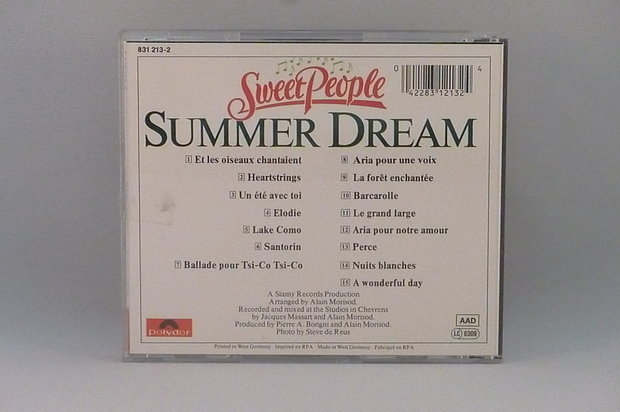 831 213-2
Sweet People
0 42283 12132 4
SUMMER DREAM
1 Et les oiseaux chantaient
2 Heartstrings
3 Un été avec toi
4 Elodie
5 Lake Como
6 Santorin
7 Ballade pour Tsi-Co Tsi-Co
8 Aria pour une voix
9 La forêt enchantée
10 Barcarolle
11 Le grand large
12 Aria pour notre amour
13 Perce
14 Nuits blanches
15 A wonderful day
A Stamy Records Production
Arranged by Alain Morisod.
Recorded and mixed at the Studios in Chevrens
by Jacques Massart and Alain Morisod.
Produced by Pierre A. Bongni and Alain Morisod.
Photo by Steve de Reus
Polydor
AAD
LC 0309
Printed in West Germany · Imprimé en RFA Made in West Germany · Fabriqué en RFA